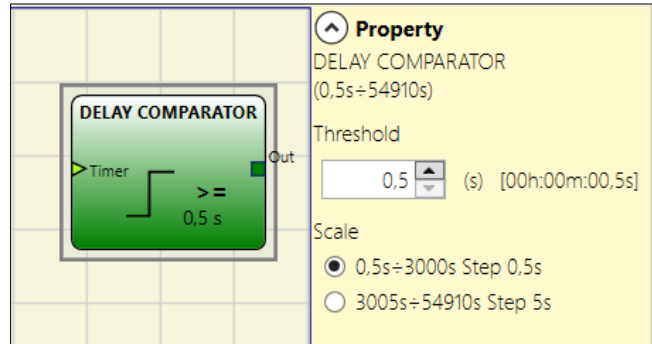 DELAY COMPARATOR
Timer
Out
>=
0,5 s
Property
DELAY COMPARATOR
(0,5s÷54910s)
Threshold
0,5 (s) [00h:00m:00,5s]
Scale
0,5s÷3000s Step 0,5s
3005s÷54910s Step 5s